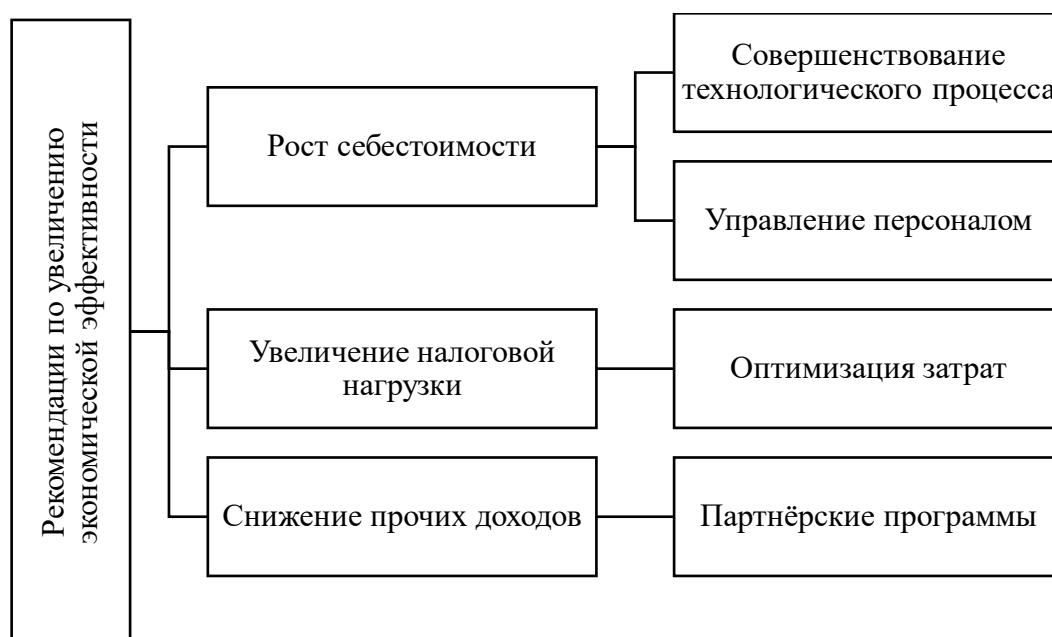 Рекомендации по увеличению
экономической эффективности
Рост себестоимости
Совершенствование
технологического процесса
Управление персоналом
Увеличение налоговой
нагрузки
Оптимизация затрат
Снижение прочих доходов
Партнёрские программы